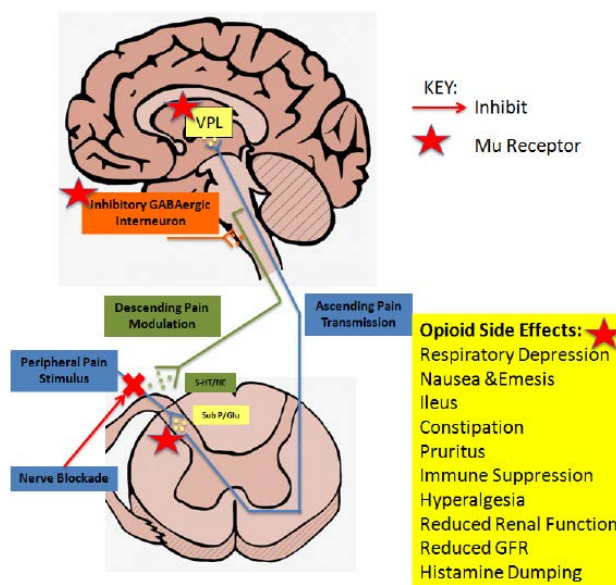 KEY:
Inhibit
Mu Receptor
VPL
Inhibitory GABAergic
Interneuron
Descending Pain
Modulation
Ascending Pain
Transmission
Peripheral Pain
Stimulus
5-HT/NE
Sub P/Glu
Nerve Blockade
Opioid Side Effects:
Respiratory Depression
Nausea &Emesis
Ileus
Constipation
Pruritus
Immune Suppression
Hyperalgesia
Reduced Renal Function
Reduced GFR
Histamine Dumping